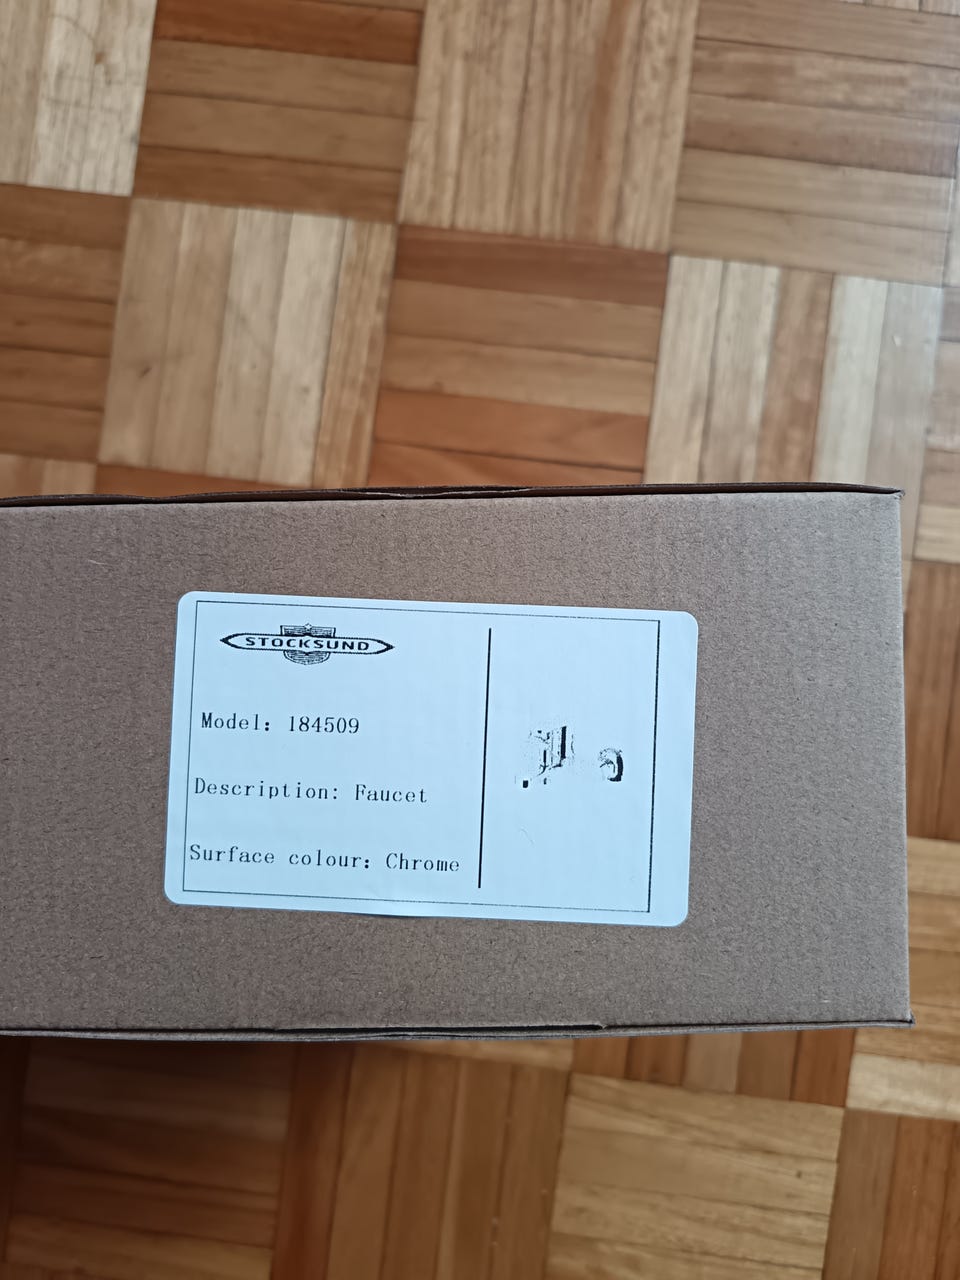 STOCKSUND
Model: 184509
Description: Faucet
Surface colour: Chrome